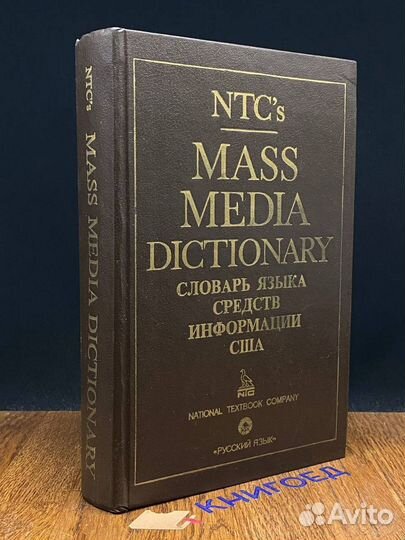 NTC's
MASS MEDIA DICTIONARY
NTC's
MASS
MEDIA
DICTIONARY
СЛОВАРЬ ЯЗЫКА
СРЕДСТВ
ИНФОРМАЦИИ
США
NTC
NATIONAL TEXTBOOK COMPANY
«РУССКИЙ ЯЗЫК»
КНИГОЕД
Avito